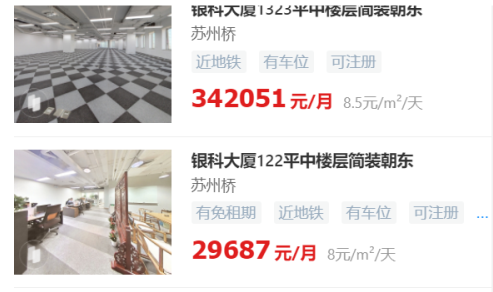 银科大厦1323平中楼层简装朝东
苏州桥
近地铁 有车位 可注册
342051元/月 8.5元/m²/天
银科大厦122平中楼层简装朝东
苏州桥
有免租期 近地铁 有车位 可注册 ...
29687元/月 8元/m²/天